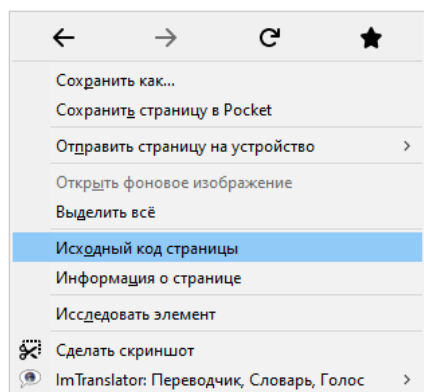 Сохранить как...
Сохранить страницу в Pocket
Отправить страницу на устройство
Открыть фоновое изображение
Выделить всё
Исходный код страницы
Информация о странице
Исследовать элемент
Сделать скриншот
ImTranslator: Переводчик, Словарь, Голос